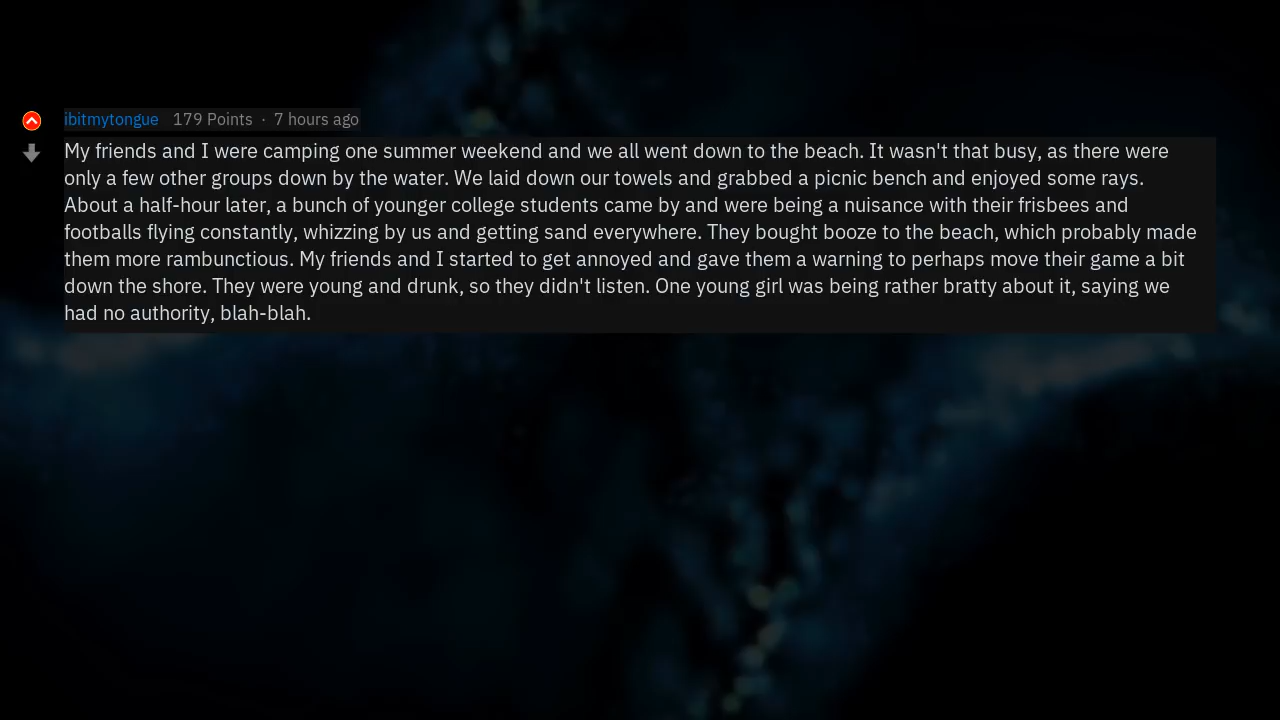 ibitmytongue 179 Points · 7 hours ago
My friends and I were camping one summer weekend and we all went down to the beach. It wasn't that busy, as there were
only a few other groups down by the water. We laid down our towels and grabbed a picnic bench and enjoyed some rays.
About a half-hour later, a bunch of younger college students came by and were being a nuisance with their frisbees and
footballs flying constantly, whizzing by us and getting sand everywhere. They bought booze to the beach, which probably made
them more rambunctious. My friends and I started to get annoyed and gave them a warning to perhaps move their game a bit
down the shore. They were young and drunk, so they didn't listen. One young girl was being rather bratty about it, saying we
had no authority, blah-blah.